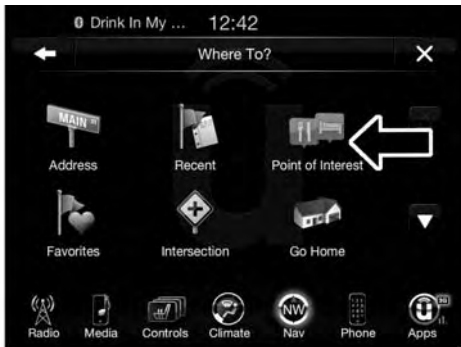 Drink In My ... 12:42
Where To?
MAIN ST
Address Recent Point of Interest
Favorites Intersection Go Home
NW
Radio Media Controls Climate Nav Phone Apps